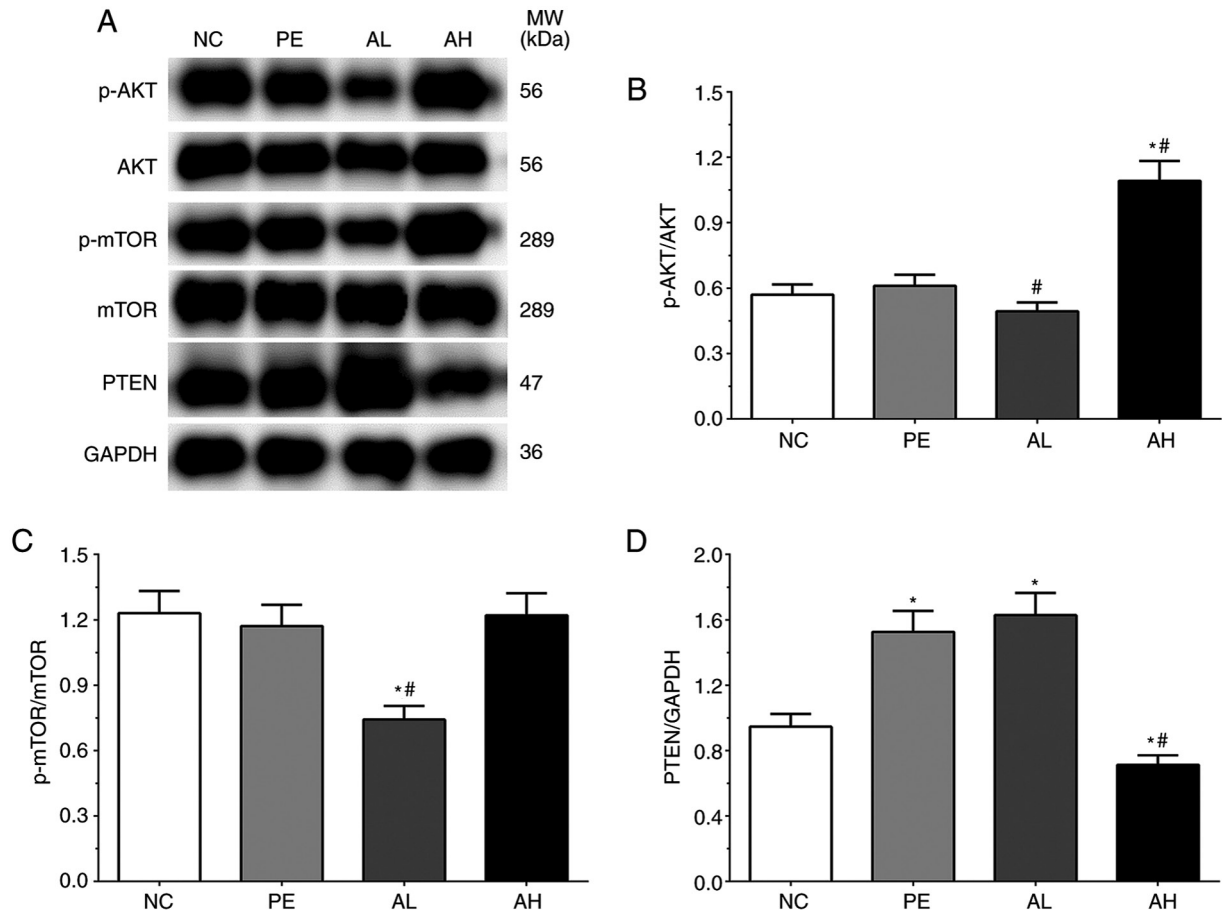 A
NC PE AL AH MW
(kDa)
p-AKT 56
AKT 56
p-mTOR 289
mTOR 289
PTEN 47
GAPDH 36
B
p-AKT/AKT
1.5
1.2
0.9
0.6
0.3
0.0
#
*#
NC PE AL AH
C
p-mTOR/mTOR
1.5
1.2
0.9
0.6
0.3
0.0
*#
NC PE AL AH
D
PTEN/GAPDH
2.0
1.6
1.2
0.8
0.4
0.0
*
*
*#
NC PE AL AH